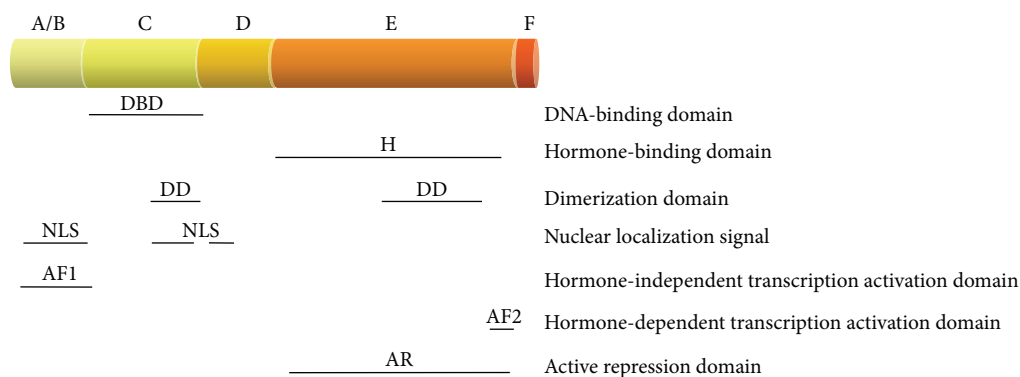 A/B C D E F
DBD
DNA-binding domain
H
Hormone-binding domain
DD DD
Dimerization domain
NLS NLS
Nuclear localization signal
AF1
Hormone-independent transcription activation domain
AF2
Hormone-dependent transcription activation domain
AR
Active repression domain